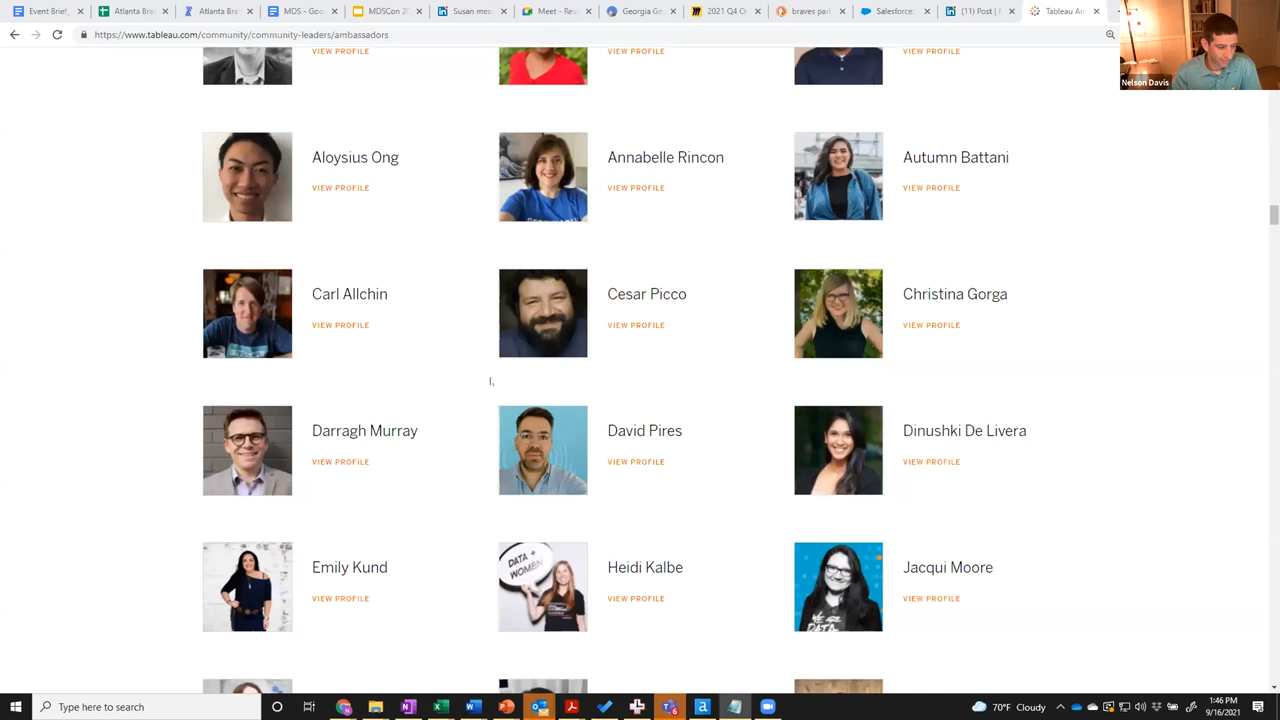 Event Brief
Atlanta Bra
Atlanta Bra
MDS - Goo
MDSCon 20
Susan mes
Meet - Re
Georgia Ge
2021 Q4 O
braves park
Salesforce
(11) Post | F
Tableau Am
https://www.tableau.com/community/community-leaders/ambassadors
Nelson Davis
VIEW PROFILE
VIEW PROFILE
VIEW PROFILE
Aloysius Ong
Annabelle Rincon
Autumn Battani
VIEW PROFILE
VIEW PROFILE
VIEW PROFILE
Carl Allchin
Cesar Picco
Christina Gorga
VIEW PROFILE
VIEW PROFILE
VIEW PROFILE
Darragh Murray
David Pires
Dinushki De Livera
VIEW PROFILE
VIEW PROFILE
VIEW PROFILE
Emily Kund
Heidi Kalbe
Jacqui Moore
DATA +
WOMEN
VIEW PROFILE
VIEW PROFILE
VIEW PROFILE
WE ARE
DATA
Type here to search
70°F Cloudy
1:46 PM
9/16/2021